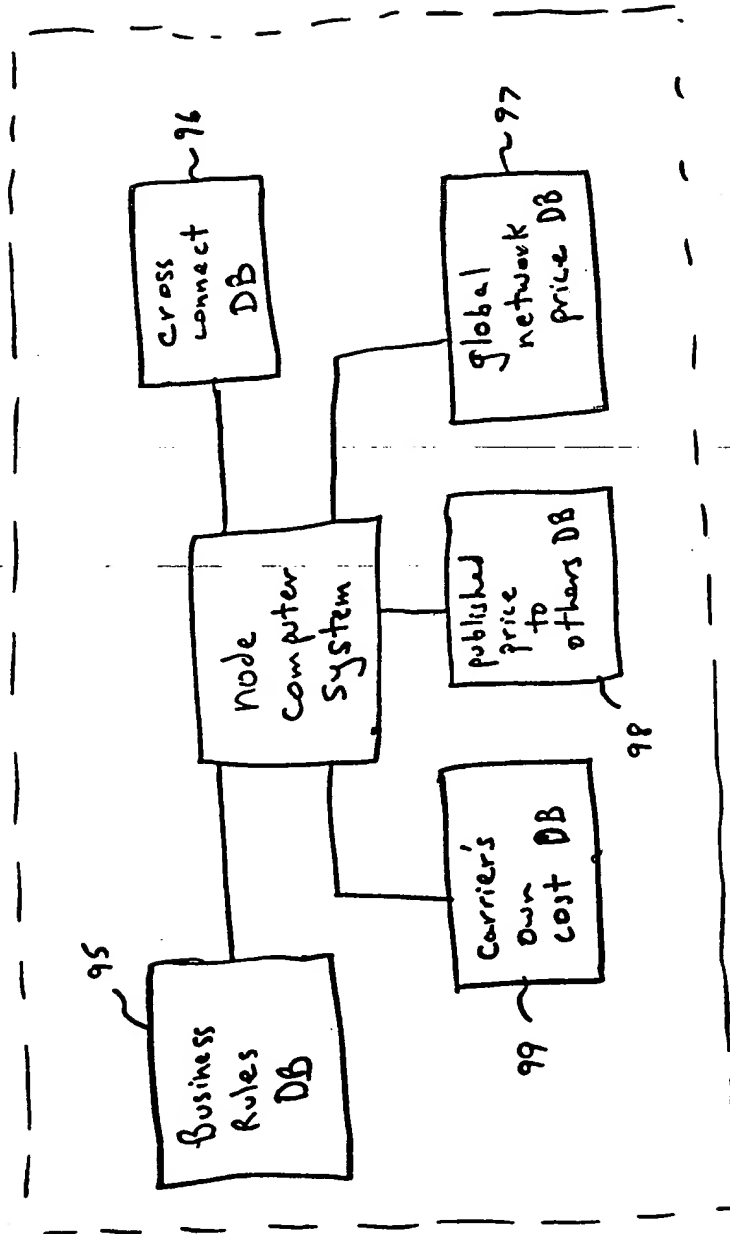 95
Business
Rules
DB
cross
connect
DB
96
node
computer
system
carrier's
own
cost DB
99
published
price
to
others DB
98
global
network
price DB
97